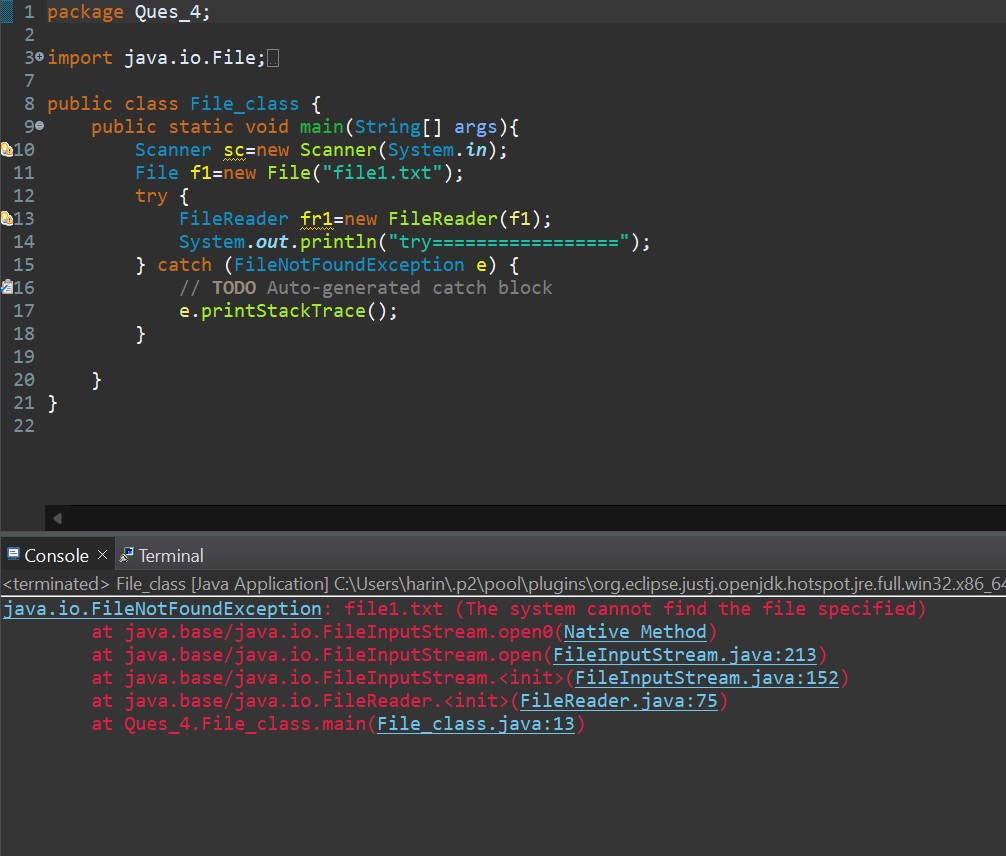 1 package Ques_4;
2
3 import java.io.File;
7
8 public class File_class {
9 public static void main(String[] args){
10 Scanner sc=new Scanner(System.in);
11 File f1=new File("file1.txt");
12 try {
13 FileReader fr1=new FileReader(f1);
14 System.out.println("try=================");
15 } catch (FileNotFoundException e) {
16 // TODO Auto-generated catch block
17 e.printStackTrace();
18 }
19
20 }
21 }
22
Console Terminal
<terminated> File_class [Java Application] C:\Users\harin\.p2\pool\plugins\org.eclipse.justj.openjdk.hotspot.jre.full.win32.x86_64
java.io.FileNotFoundException: file1.txt (The system cannot find the file specified)
at java.base/java.io.FileInputStream.open0(Native Method)
at java.base/java.io.FileInputStream.open(FileInputStream.java:213)
at java.base/java.io.FileInputStream.<init>(FileInputStream.java:152)
at java.base/java.io.FileReader.<init>(FileReader.java:75)
at Ques_4.File_class.main(File_class.java:13)